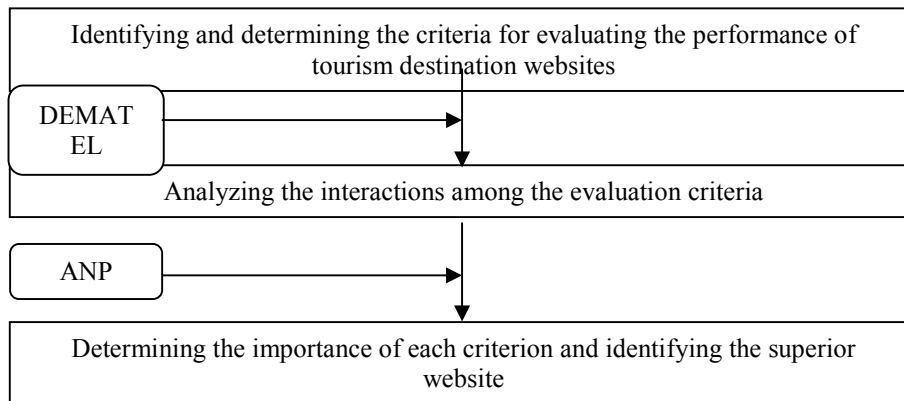 Identifying and determining the criteria for evaluating the performance of
tourism destination websites
DEMAT
EL
Analyzing the interactions among the evaluation criteria
ANP
Determining the importance of each criterion and identifying the superior
website